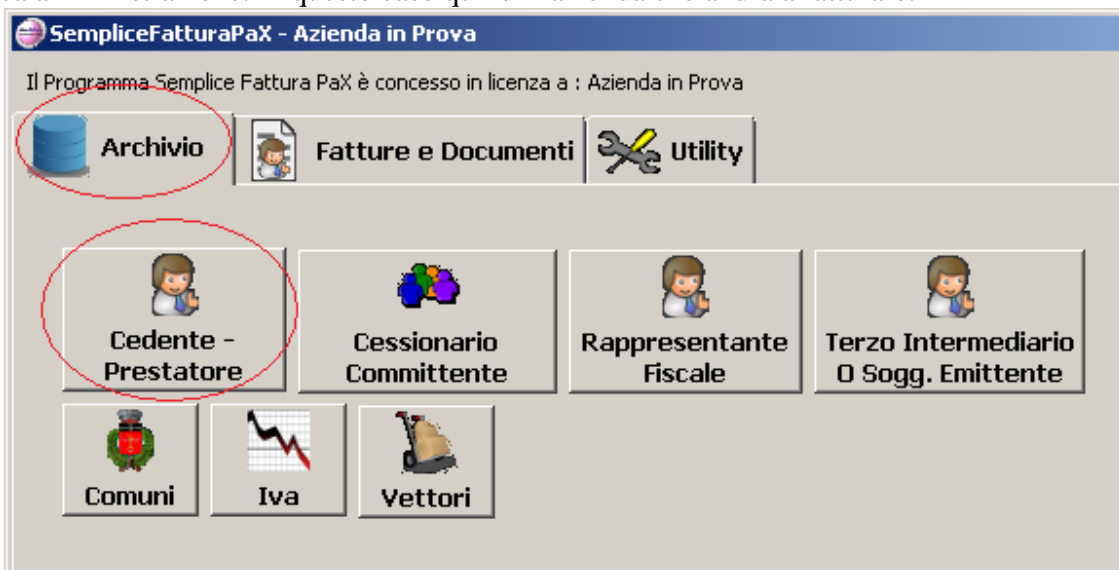 SempliceFatturaPaX - Azienda in Prova
Il Programma Semplice Fattura PaX è concesso in licenza a : Azienda in Prova
Archivio
Fatture e Documenti
Utility
Cedente -
Prestatore
Cessionario
Committente
Rappresentante
Fiscale
Terzo Intermediario
O Sogg. Emittente
Comuni
Iva
Vettori